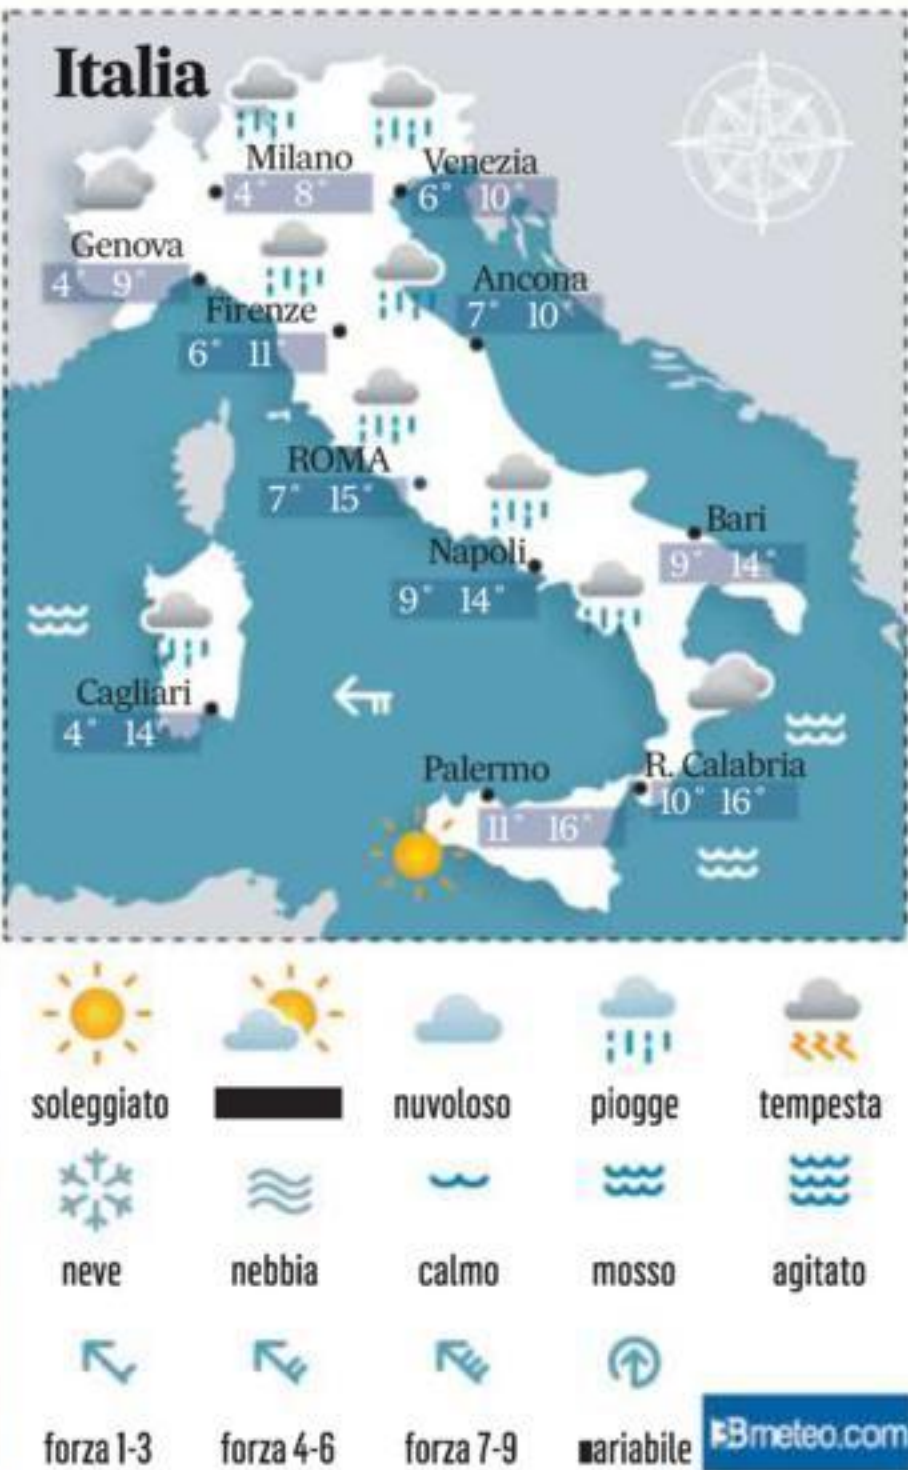 Italia
Milano
4° 8°
Venezia
6° 10°
Genova
4° 9°
Firenze
6° 11°
Ancona
7° 10°
ROMA
7° 15°
Napoli
9° 14°
Bari
9° 14°
Cagliari
4° 14°
Palermo
11° 16°
R. Calabria
10° 16°
soleggiato
nuvoloso
piogge
tempesta
neve
nebbia
calmo
mosso
agitato
forza 1-3
forza 4-6
forza 7-9
ariabile
3Bmeteo.com